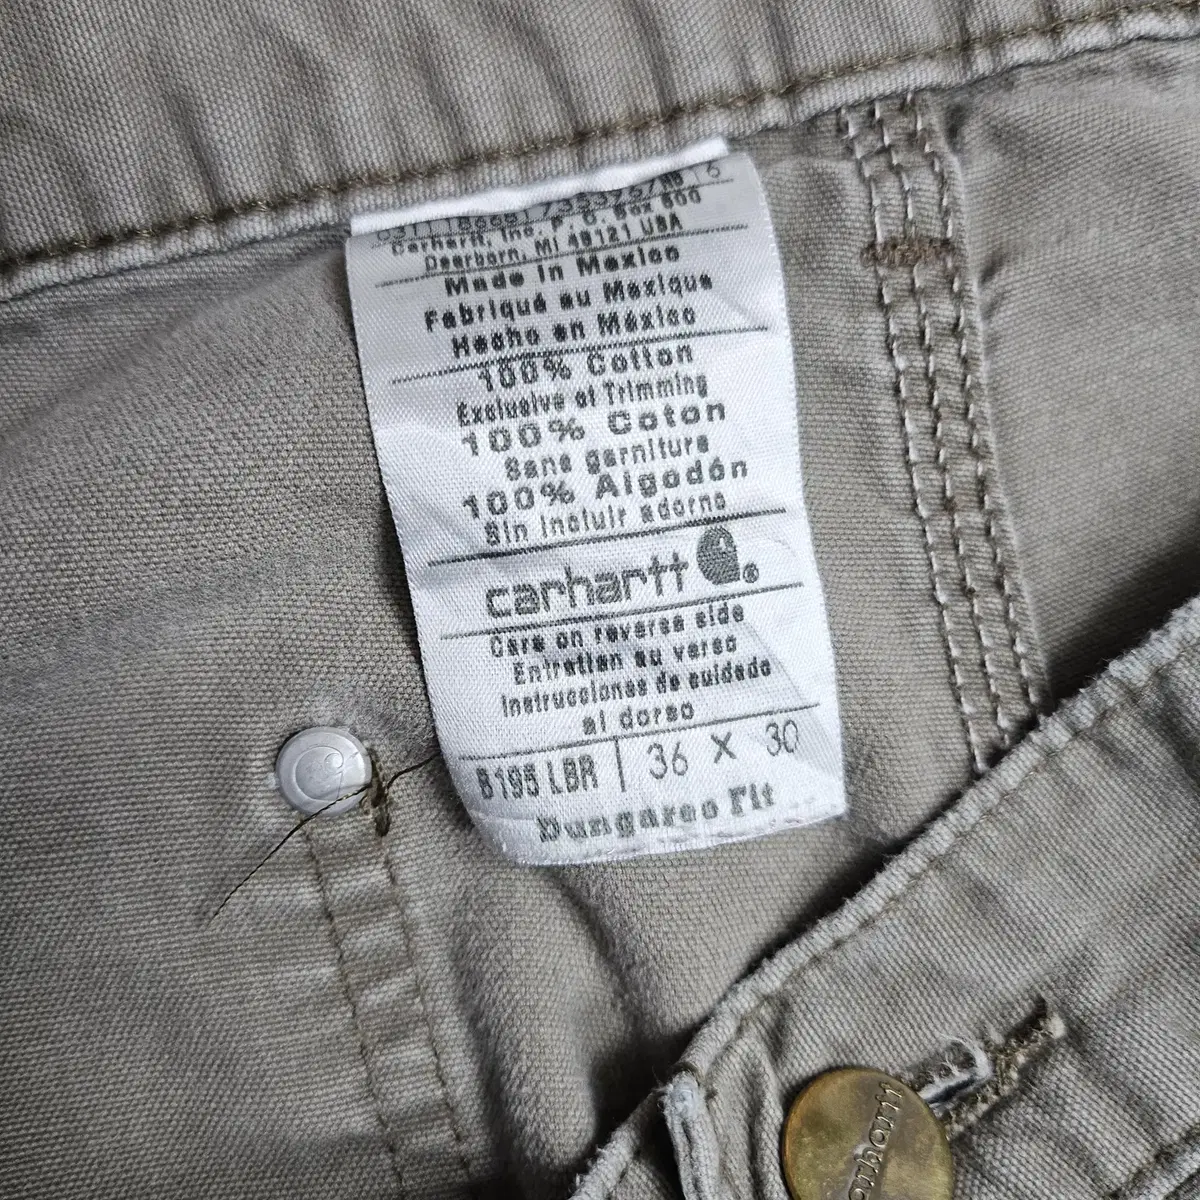 Carhartt, Inc. P. O. Box 600
Dearborn, MI 48121 USA
Made in Mexico
Fabriqué au Mexique
Hecho en México
100% Cotton
Exclusive of Trimming
100% Coton
Sans garniture
100% Algodón
Sin incluir adorno
carhartt ®
Care on reverse side
Entretien au verso
Instrucciones de cuidado
al dorso
B195 LBR | 36 X 30
Dungaree Fit
carhartt